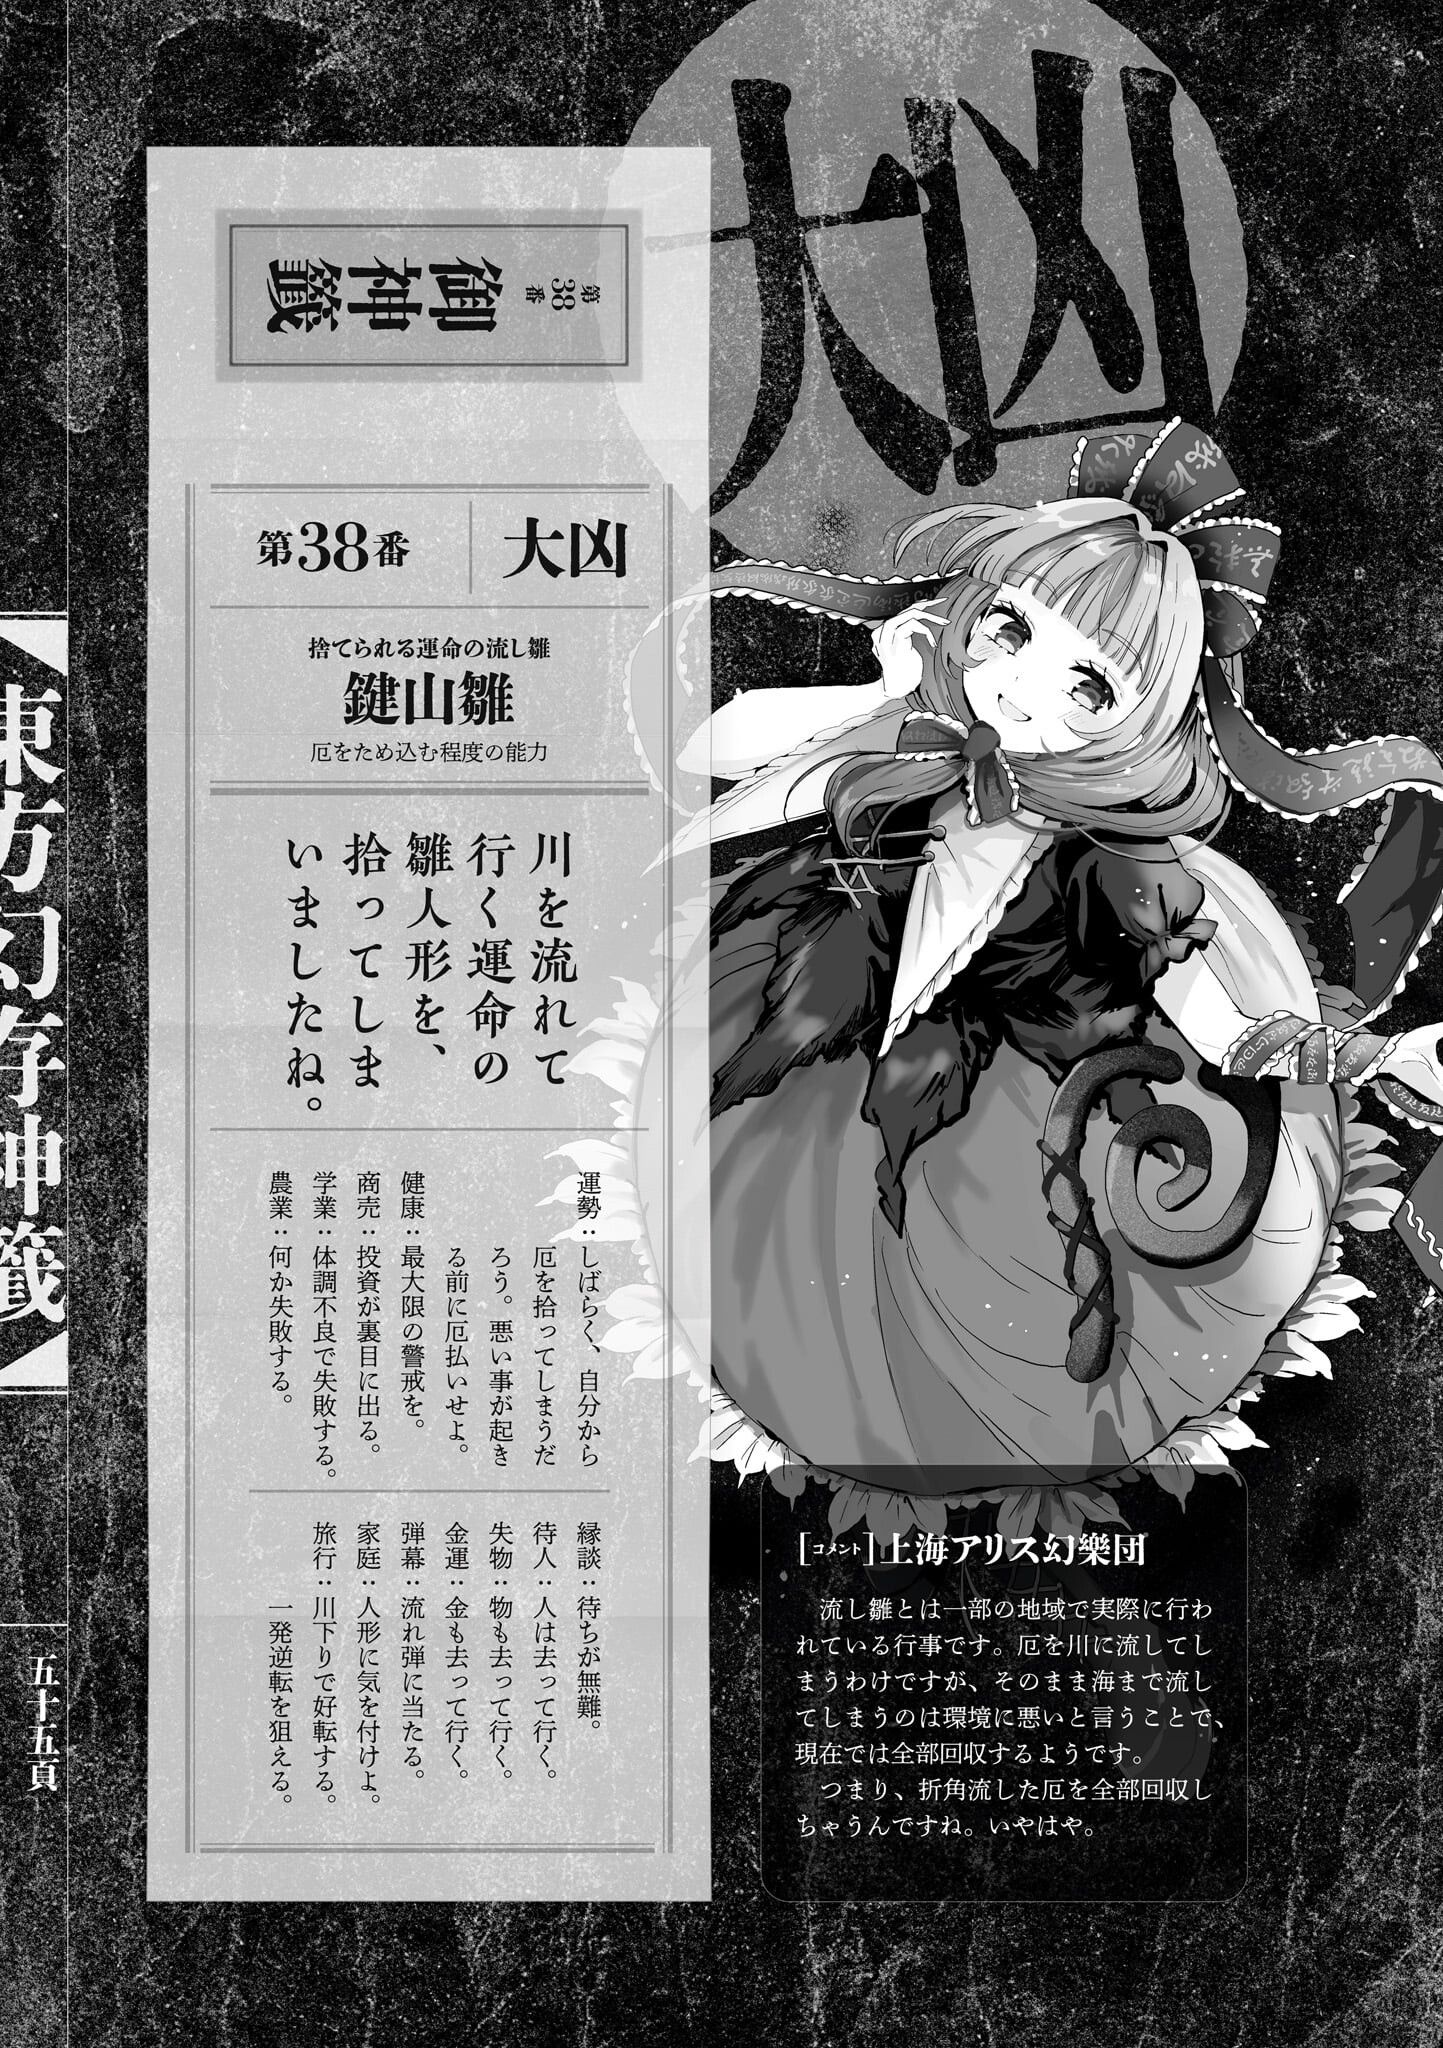 大凶
御神籤
第38番
大凶
第38番
捨てられる運命の流し雛
鍵山雛
厄をため込む程度の能力
川を流れて
行く運命の
雛人形を、
拾ってしま
いましたね。
運勢：しばらく、自分から
厄を拾ってしまうだ
ろう。悪い事が起き
る前に厄払いせよ。
健康：最大限の警戒を。
商売：投資が裏目に出る。
学業：体調不良で失敗する。
農業：何か失敗する。
縁談：待ちが無難。
待人：人は去って行く。
失物：物も去って行く。
金運：金も去って行く。
弾幕：流れ弾に当たる。
家庭：人形に気を付けよ。
旅行：川下りで好転する。
一発逆転を狙える。
［コメント］上海アリス幻樂団
流し雛とは一部の地域で実際に行わ
れている行事です。厄を川に流してし
まうわけですが、そのまま海まで流し
てしまうのは環境に悪いと言うことで、
現在では全部回収するようです。
つまり、折角流した厄を全部回収し
ちゃうんですね。いやはや。
【東方幻存神籤】
五十五頁